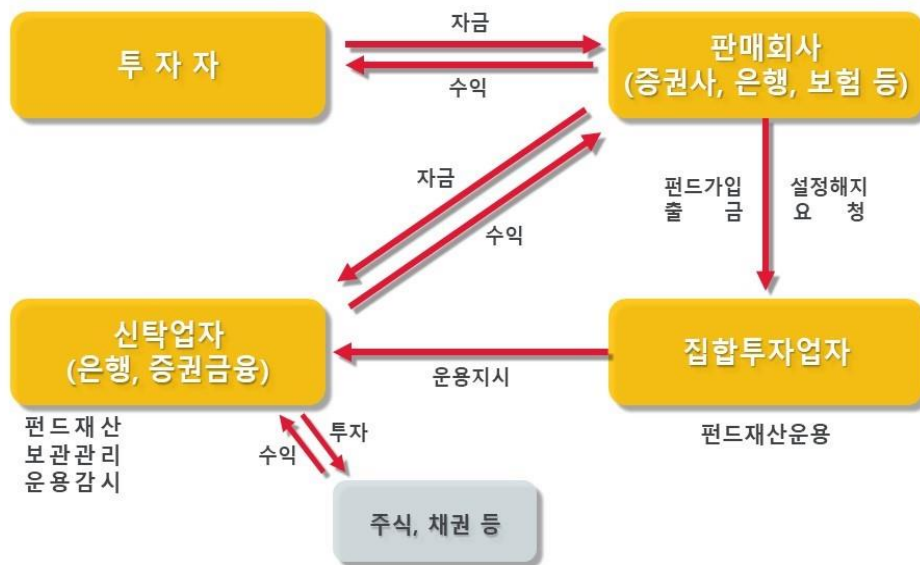 자금
투 자 자
수익
판매회사
(증권사, 은행, 보험 등)
자금
수익
펀드가입
출 금
설정해지
요 청
신탁업자
(은행, 증권금융)
운용지시
집합투자업자
펀드재산
보관관리
운용감시
수익
투자
펀드재산운용
주식, 채권 등